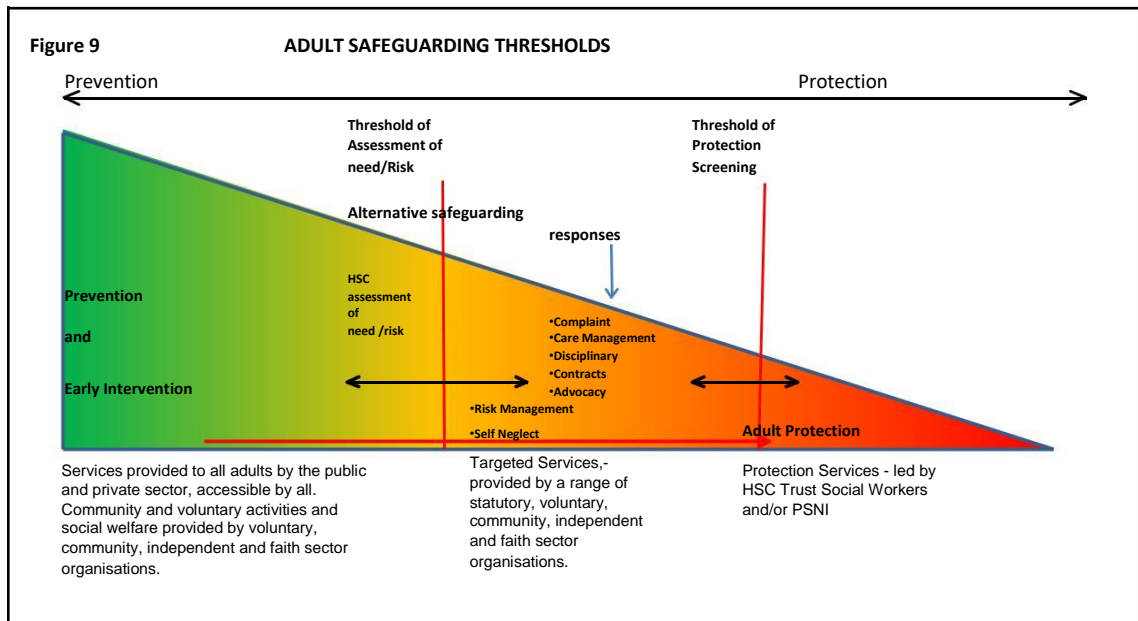 Figure 9
ADULT SAFEGUARDING THRESHOLDS
Prevention
Protection
Threshold of
Assessment of
need/Risk
Threshold of
Protection
Screening
Alternative safeguarding
responses
Prevention
and
Early Intervention
HSC
assessment
of
need /risk
•Complaint
•Care Management
•Disciplinary
•Contracts
•Advocacy
•Risk Management
•Self Neglect
Adult Protection
Services provided to all adults by the public
and private sector, accessible by all.
Community and voluntary activities and
social welfare provided by voluntary,
community, independent and faith sector
organisations.
Targeted Services,-
provided by a range of
statutory, voluntary,
community, independent
and faith sector
organisations.
Protection Services - led by
HSC Trust Social Workers
and/or PSNI